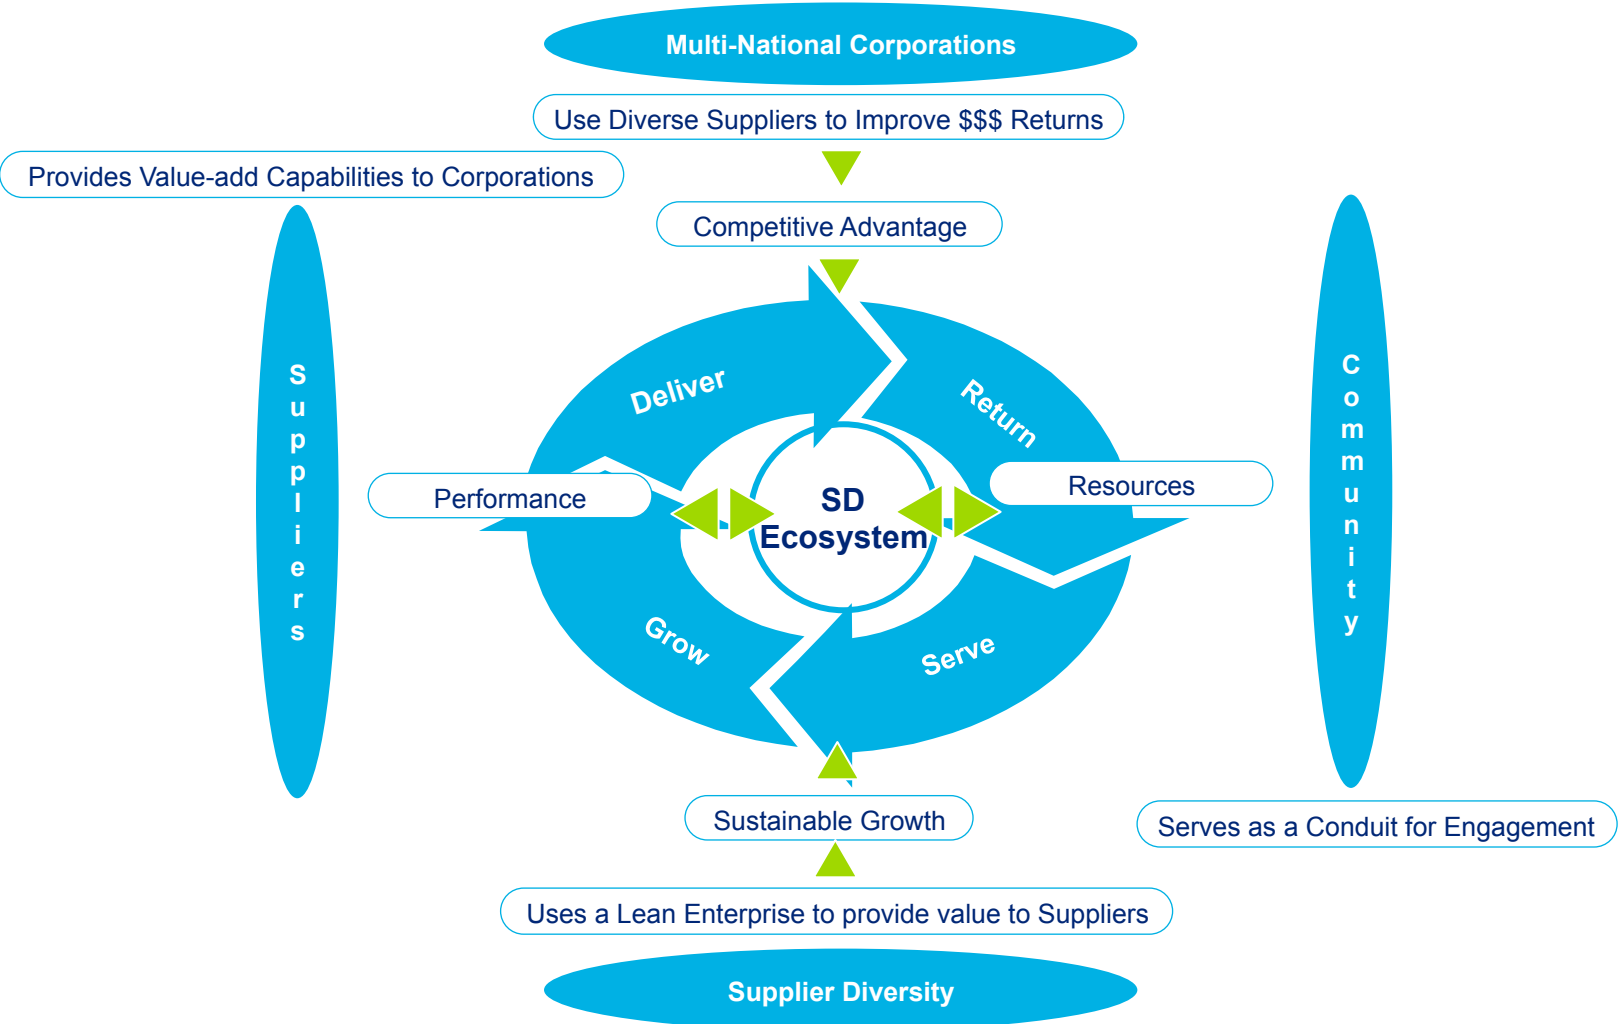 Multi-National Corporations
Use Diverse Suppliers to Improve $$$ Returns
Provides Value-add Capabilities to Corporations
Competitive Advantage
Suppliers
Community
Deliver
Return
Performance
SD
Ecosystem
Resources
Grow
Serve
Sustainable Growth
Serves as a Conduit for Engagement
Uses a Lean Enterprise to provide value to Suppliers
Supplier Diversity